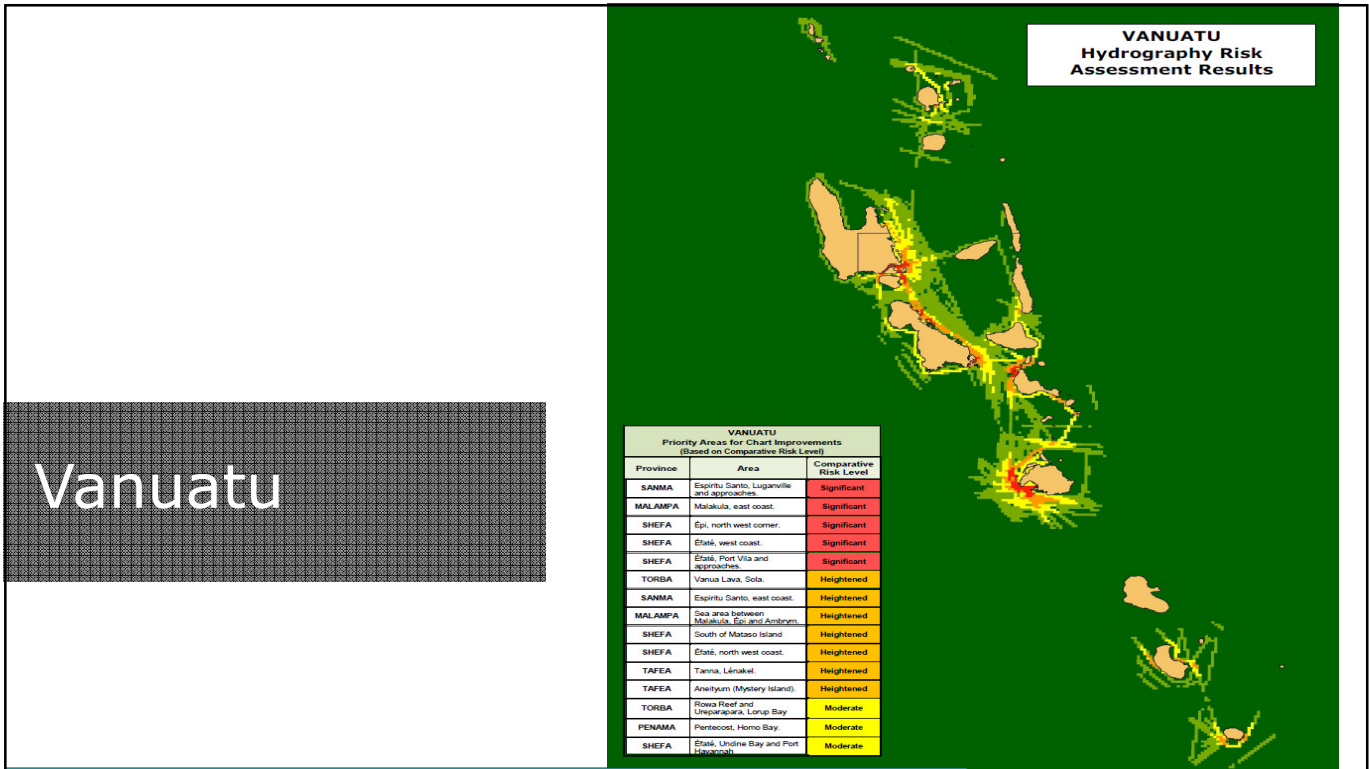 Vanuatu
VANUATU
Hydrography Risk
Assessment Results
VANUATU
Priority Areas for Chart Improvements
(Based on Comparative Risk Level)
Province Area Comparative
Risk Level
SANMA Espiritu Santo, Luganville
and approaches. Significant
MALAMPA Malakula, east coast. Significant
SHEFA Épi, north west corner. Significant
SHEFA Éfaté, west coast. Significant
SHEFA Éfaté, Port Vila and
approaches. Significant
TORBA Vanua Lava, Sola. Heightened
SANMA Espiritu Santo, east coast. Heightened
MALAMPA Sea area between
Malakula, Épi and Ambrym. Heightened
SHEFA South of Mataso Island Heightened
SHEFA Éfaté, north west coast. Heightened
TAFEA Tanna, Lénakel. Heightened
TAFEA Aneityum (Mystery Island). Heightened
TORBA Rowa Reef and
Ureparapara, Lorup Bay Moderate
PENAMA Pentecost, Homo Bay. Moderate
SHEFA Éfaté, Undine Bay and Port
Havannah Moderate